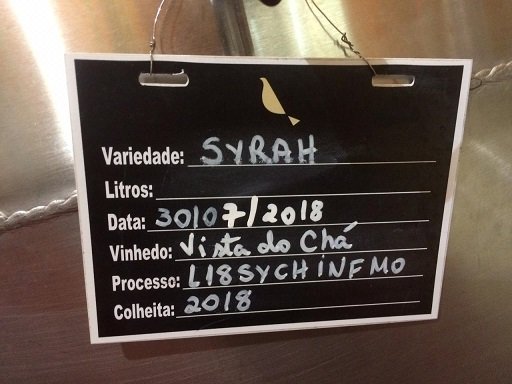 Variedade: SYRAH
Litros:
Data: 30/07/2018
Vinhedo: Vista do Chá
Processo: L18SYCHINFMO
Colheita: 2018